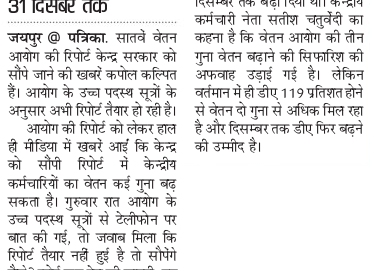 31 दिसंबर तक
जयपुर @ पत्रिका. सातवें वेतन
आयोग की रिपोर्ट केन्द्र सरकार को
सौंपे जाने की खबरें कपोल कल्पित
हैं। आयोग के उच्च पदस्थ सूत्रों के
अनुसार अभी रिपोर्ट तैयार हो रही है।
आयोग की रिपोर्ट को लेकर हाल
ही मीडिया में खबरें आईं कि केन्द्र
को सौंपी रिपोर्ट में केन्द्रीय
कर्मचारियों का वेतन कई गुना बढ़
सकता है। गुरुवार रात आयोग के
उच्च पदस्थ सूत्रों से टेलीफोन पर
बात की गई, तो जवाब मिला कि
रिपोर्ट तैयार नहीं हुई है तो सौंपेंगे
दिसम्बर तक बढ़ा दिया था। केन्द्रीय
कर्मचारी नेता सतीश चतुर्वेदी का
कहना है कि वेतन आयोग की तीन
गुना वेतन बढ़ाने की सिफारिश की
अफवाह उड़ाई गई है। लेकिन
वर्तमान में ही डीए 119 प्रतिशत होने
से वेतन दो गुना से अधिक मिल रहा
है और दिसम्बर तक डीए फिर बढ़ने
की उम्मीद है।